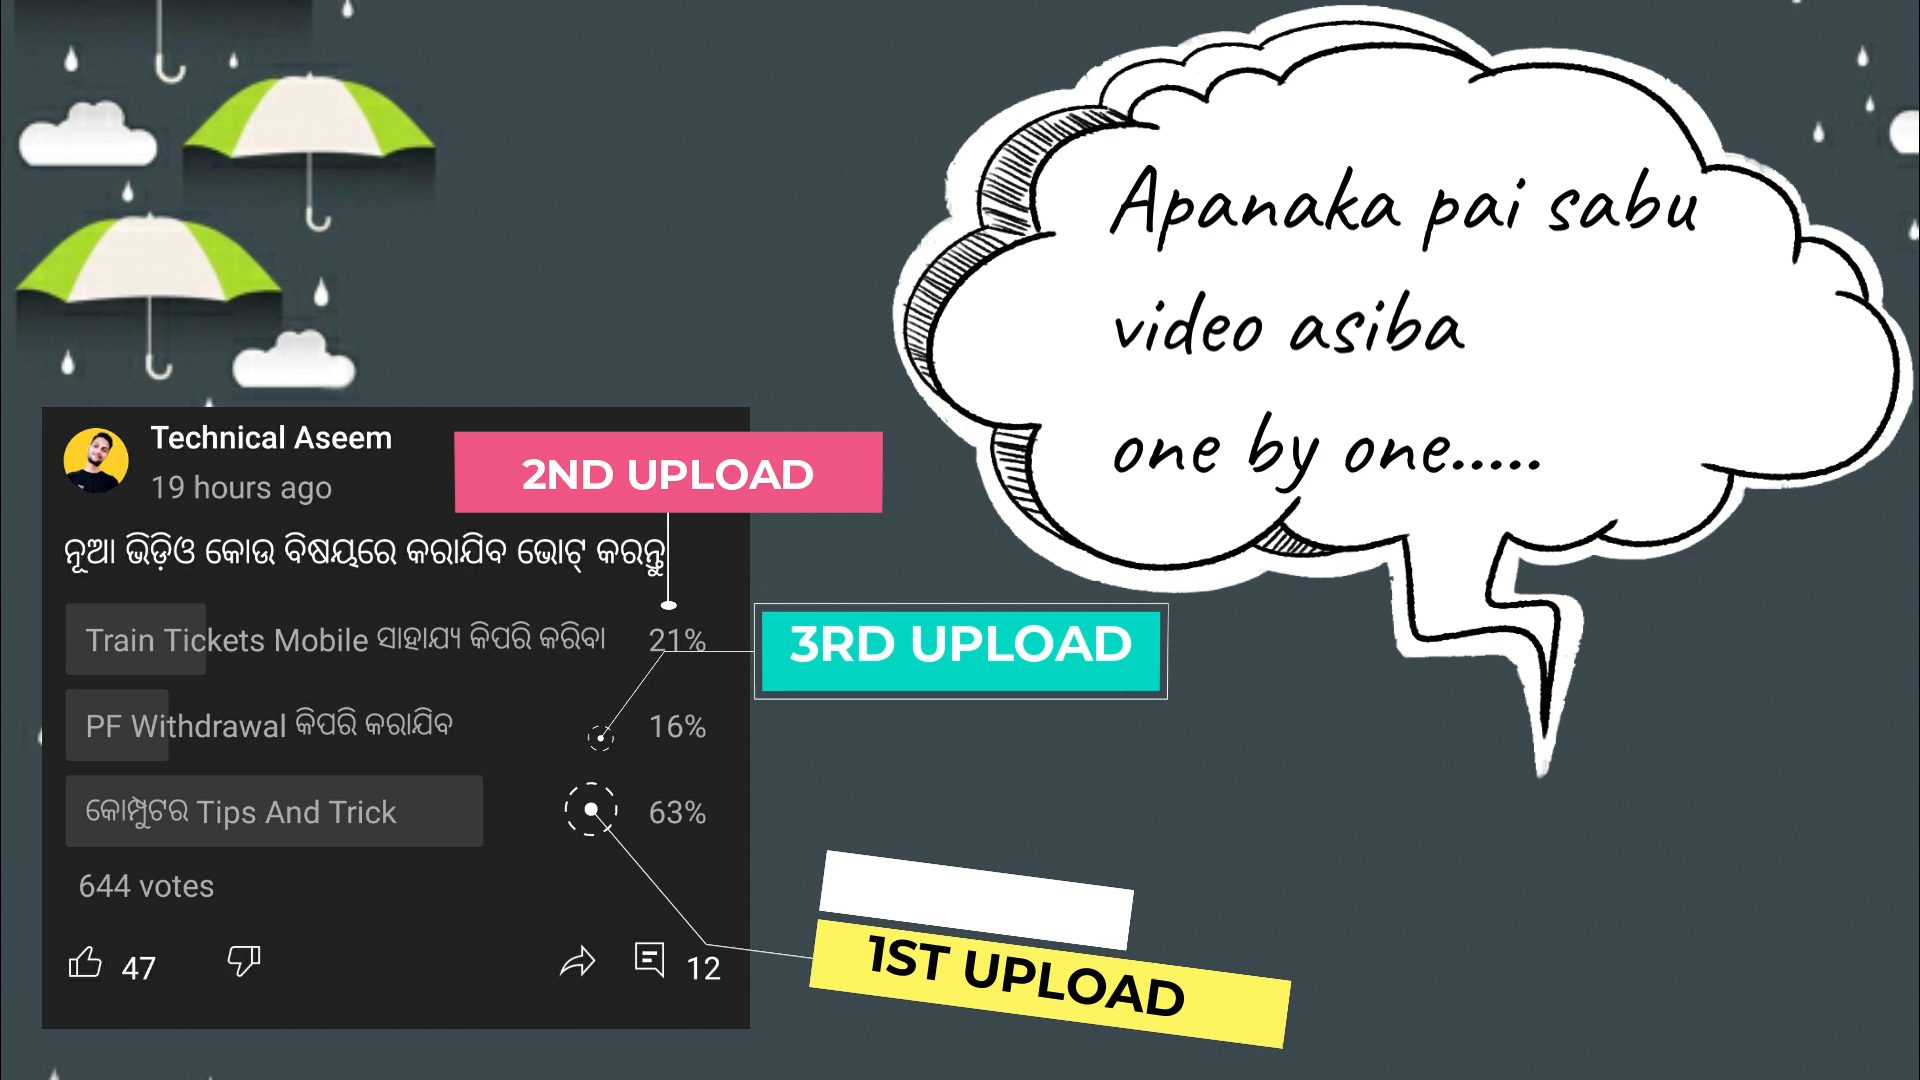 Apanaka pai sabu
video asiba
one by one.....
Technical Aseem
19 hours ago
2ND UPLOAD
ନୂଆ ଭିଡ଼ିଓ କୋଉ ବିଷୟରେ କରାଯିବ ଭୋଟ୍ କରନ୍ତୁ
Train Tickets Mobile ସାହାଯ୍ୟ କିପରି କରିବା 21%
3RD UPLOAD
PF Withdrawal କିପରି କରାଯିବ 16%
କୋମ୍ପୁଟର Tips And Trick 63%
644 votes
47 12
1ST UPLOAD